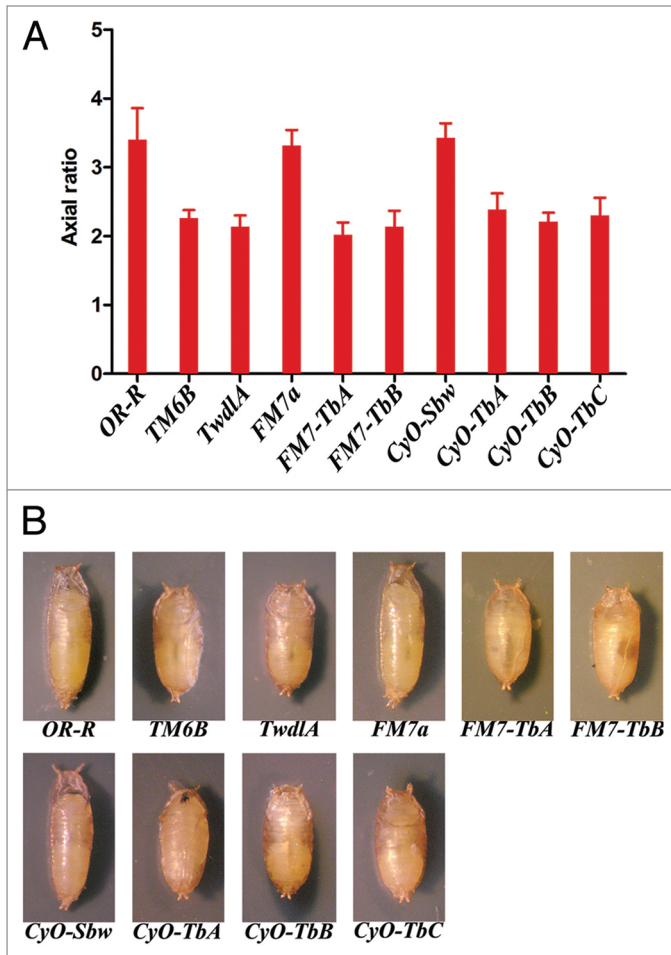 A
5
4
3
2
1
0
Axial ratio
OR-R
TM6B
TwdlA
FM7a
FM7-TbA
FM7-TbB
CyO-Sbw
CyO-TbA
CyO-TbB
CyO-TbC
B
OR-R TM6B TwdlA FM7a FM7-TbA FM7-TbB
CyO-Sbw CyO-TbA CyO-TbB CyO-TbC